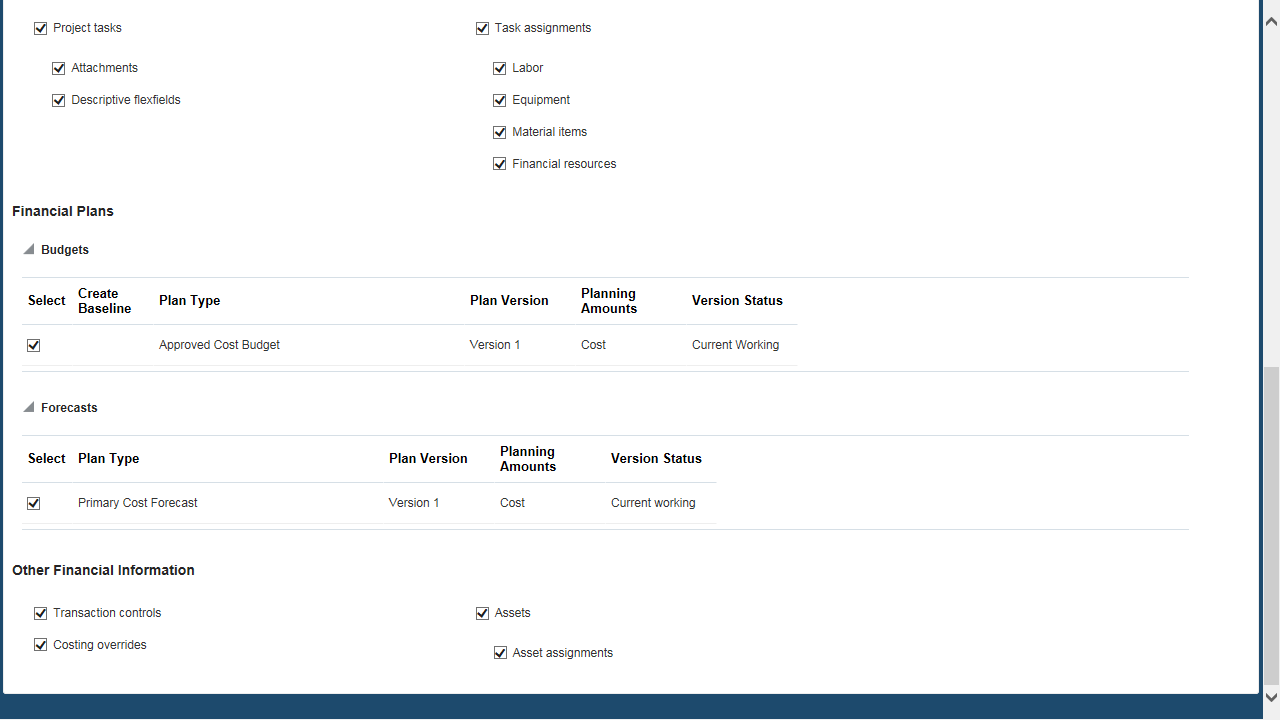 Project tasks
Task assignments
Attachments
Labor
Descriptive flexfields
Equipment
Material items
Financial resources
Financial Plans
Budgets
Select Create Baseline Plan Type Plan Version Planning Amounts Version Status
Approved Cost Budget Version 1 Cost Current Working
Forecasts
Select Plan Type Plan Version Planning Amounts Version Status
Primary Cost Forecast Version 1 Cost Current working
Other Financial Information
Transaction controls
Assets
Costing overrides
Asset assignments